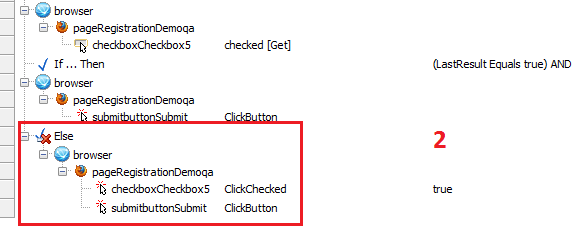 browser
pageRegistrationDemoqa
checkboxCheckbox5 checked [Get]
If ... Then (LastResult Equals true) AND
browser
pageRegistrationDemoqa
submitbuttonSubmit ClickButton
Else 2
browser
pageRegistrationDemoqa
checkboxCheckbox5 ClickChecked true
submitbuttonSubmit ClickButton